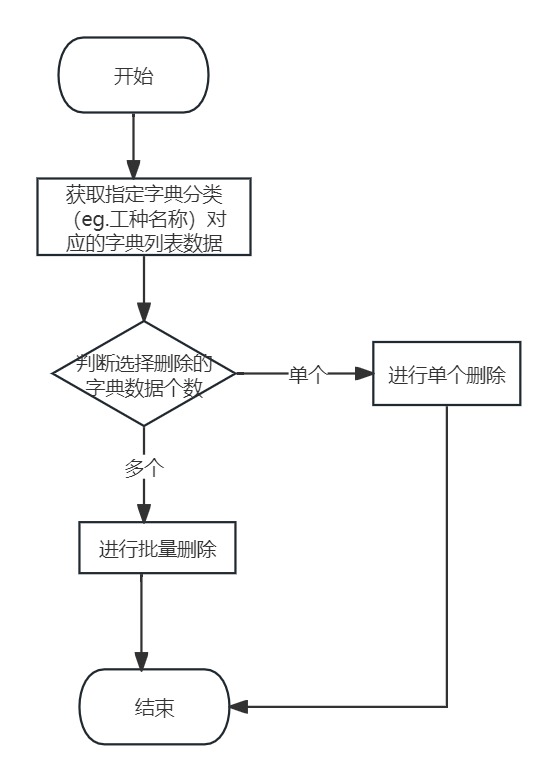 开始
获取指定字典分类
（eg.工种名称）对
应的字典列表数据
判断选择删除的
字典数据个数
单个
进行单个删除
多个
进行批量删除
结束